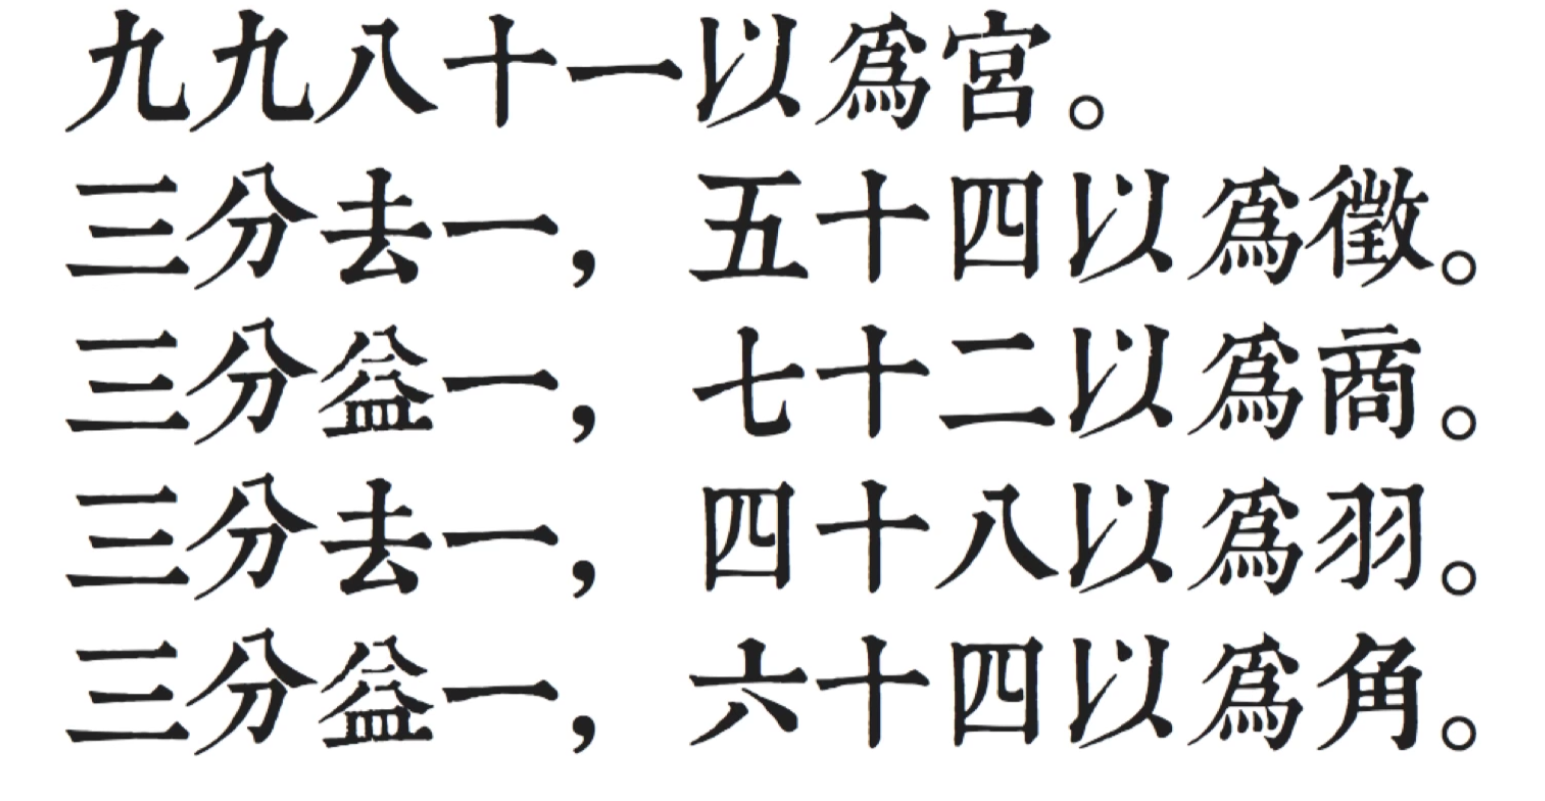 九九八十一以爲宮。
三分去一，五十四以爲徵。
三分益一，七十二以爲商。
三分去一，四十八以爲羽。
三分益一，六十四以爲角。